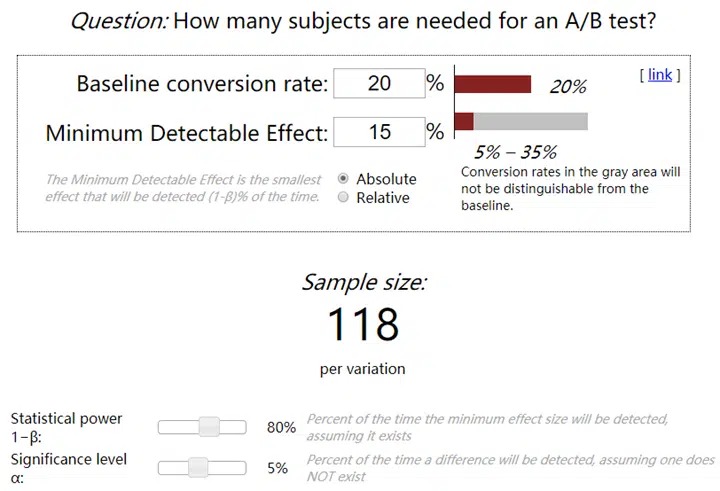 Question: How many subjects are needed for an A/B test?
Baseline conversion rate: 20 % 20% [ link ]
Minimum Detectable Effect: 15 %
5% – 35%
The Minimum Detectable Effect is the smallest
effect that will be detected (1-β)% of the time.
Absolute
Relative
Conversion rates in the gray area will
not be distinguishable from the
baseline.
Sample size:
118
per variation
Statistical power
1−β:
80%
Percent of the time the minimum effect size will be detected,
assuming it exists
Significance level
α:
5%
Percent of the time a difference will be detected, assuming one does
NOT exist